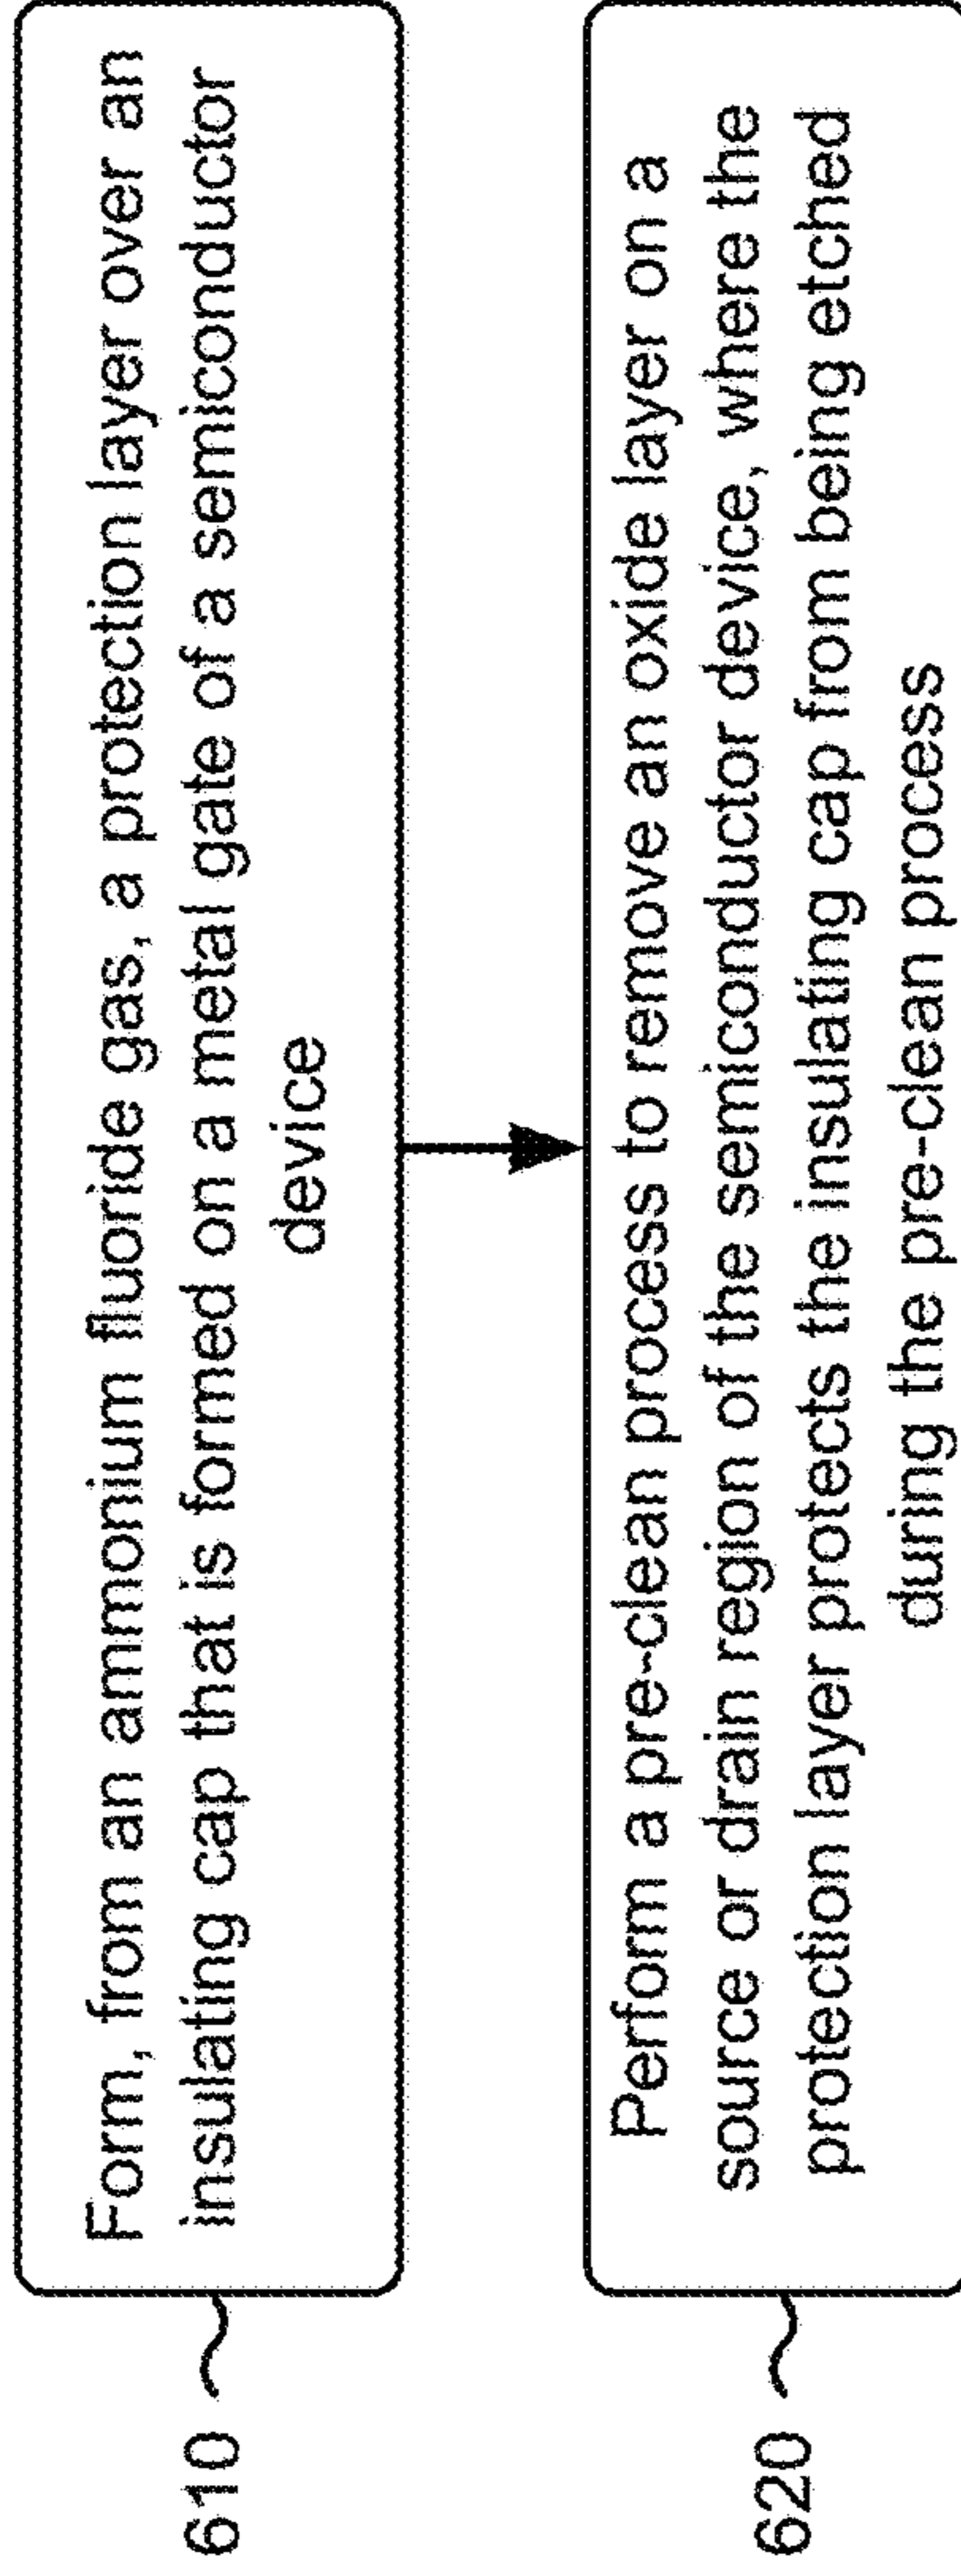 610
Form, from an ammonium fluoride gas, a protection layer over an
insulating cap that is formed on a metal gate of a semiconductor
device
620
Perform a pre-clean process to remove an oxide layer on a
source or drain region of the semiconductor device, where the
protection layer protects the insulating cap from being etched
during the pre-clean process